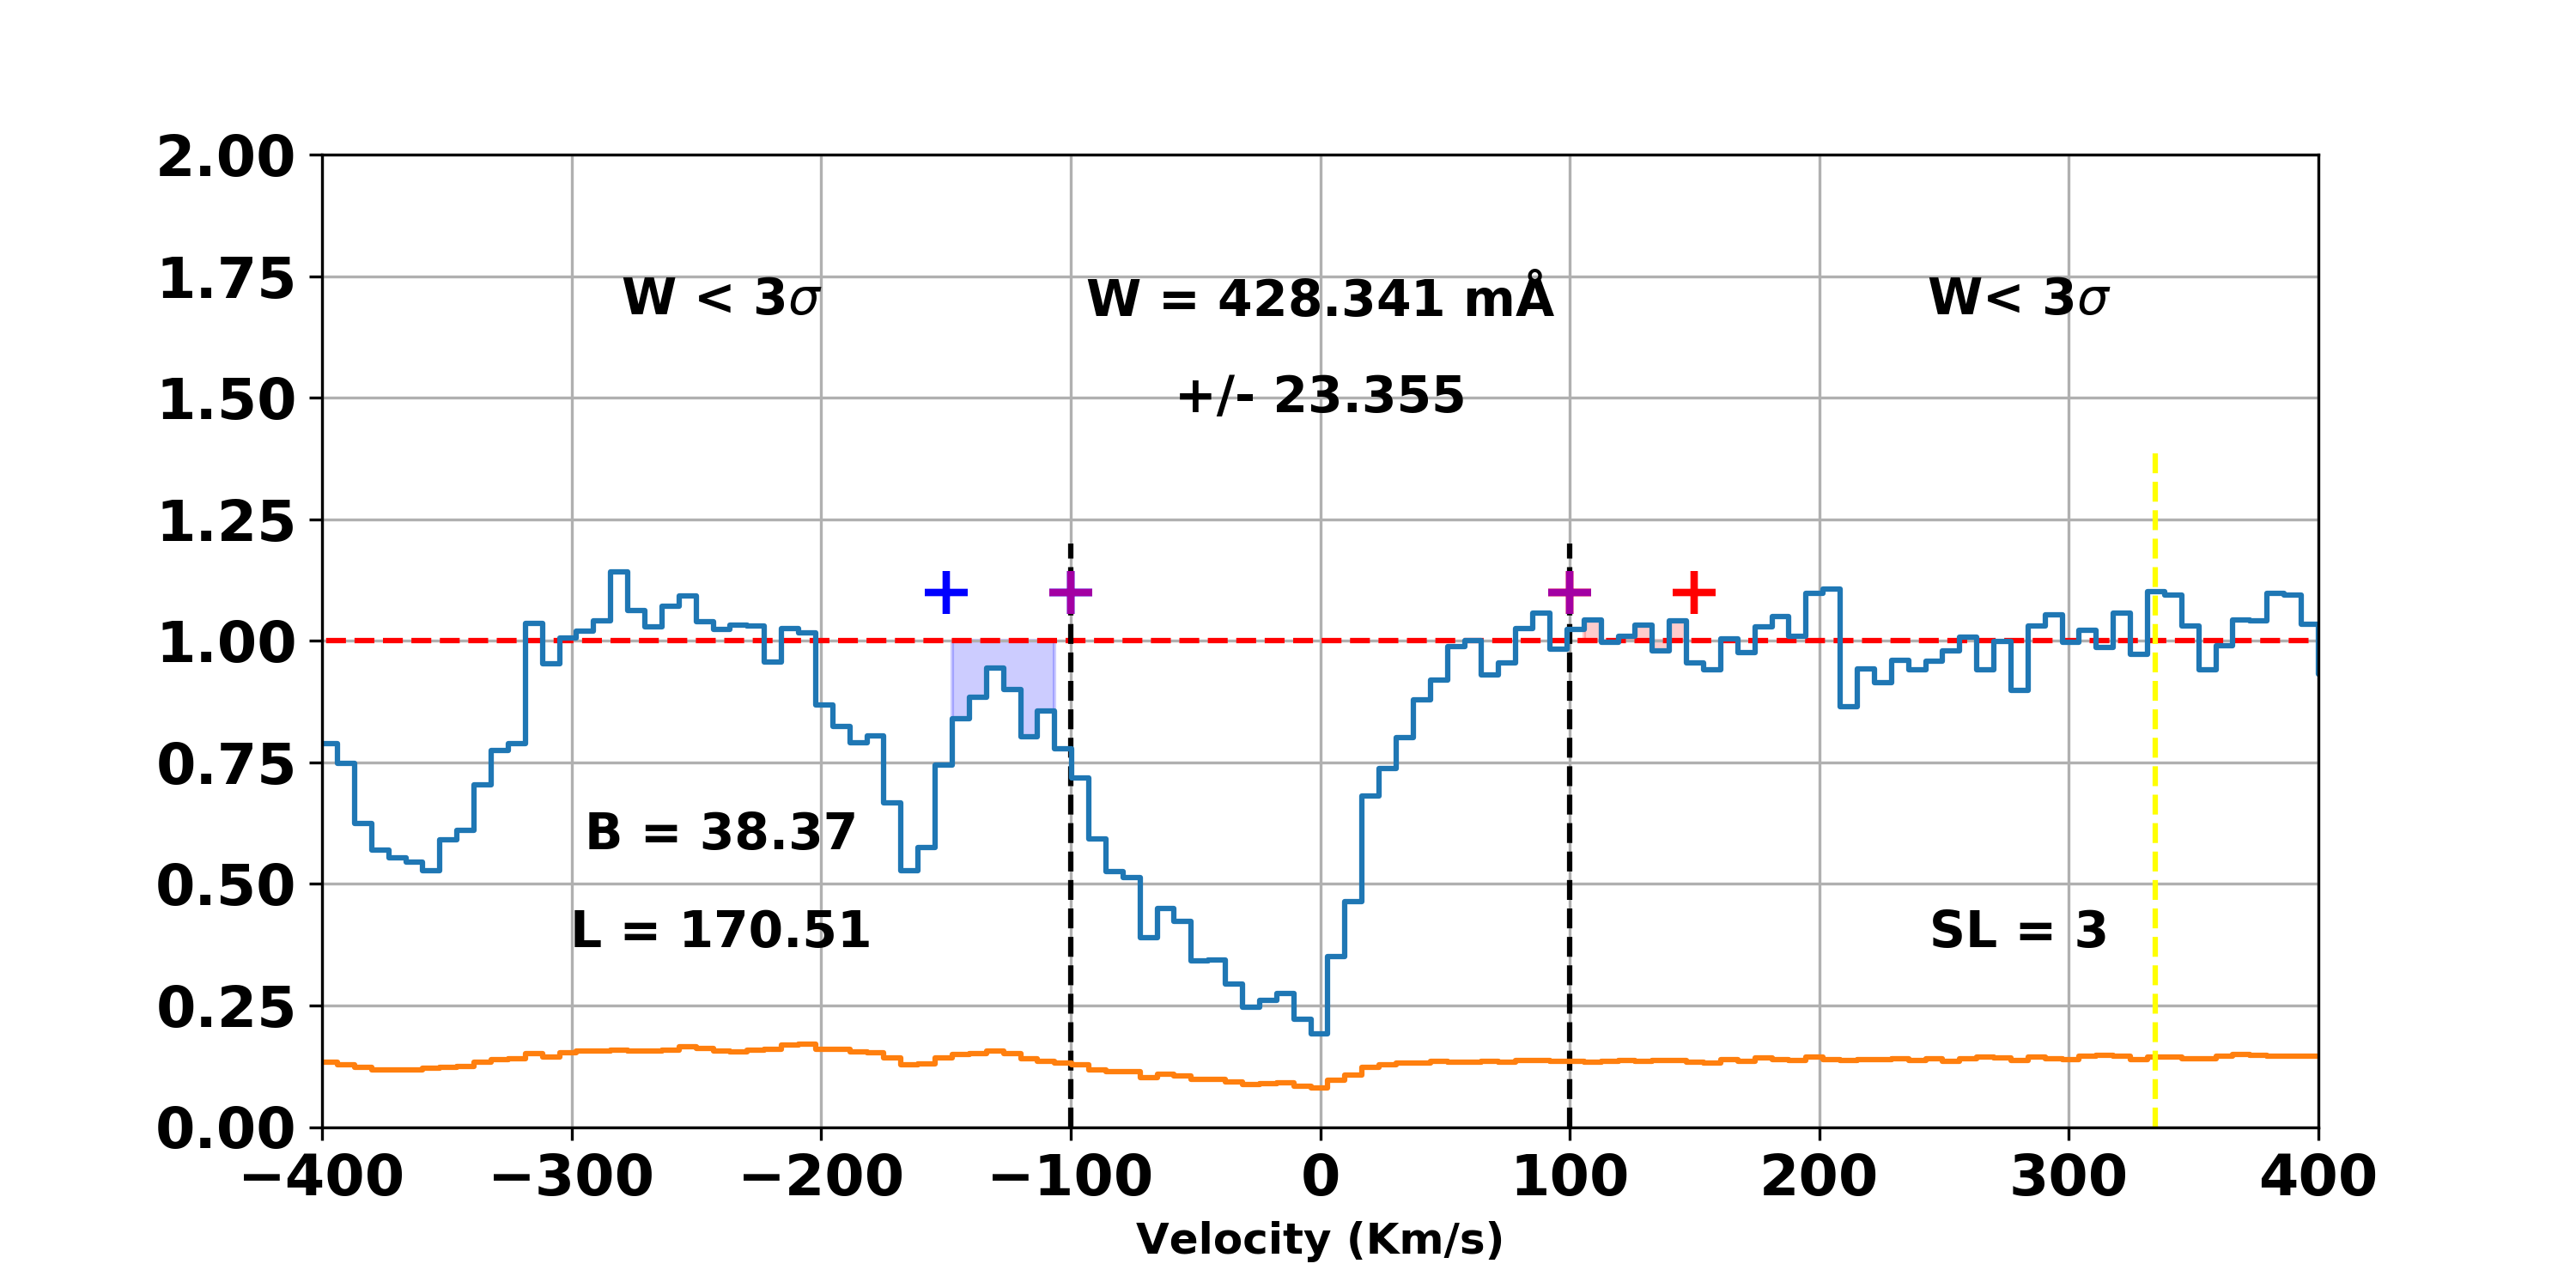 2.00
1.75
W < 3σ W = 428.341 mÅ W< 3σ
1.50
+/- 23.355
1.25
1.00
0.75
B = 38.37
0.50
L = 170.51 SL = 3
0.25
0.00
−400 −300 −200 −100 0 100 200 300 400
Velocity (Km/s)